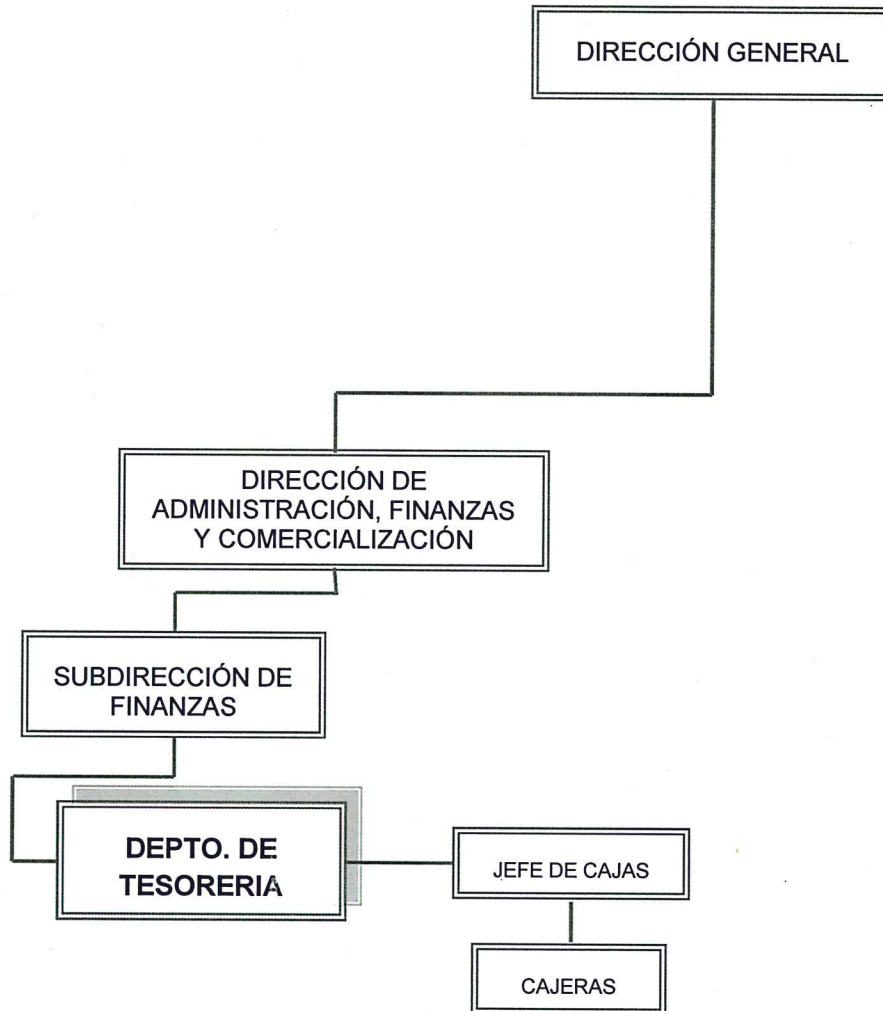 DIRECCIÓN GENERAL
DIRECCIÓN DE
ADMINISTRACIÓN, FINANZAS
Y COMERCIALIZACIÓN
SUBDIRECCIÓN DE
FINANZAS
DEPTO. DE
TESORERIA
JEFE DE CAJAS
CAJERAS